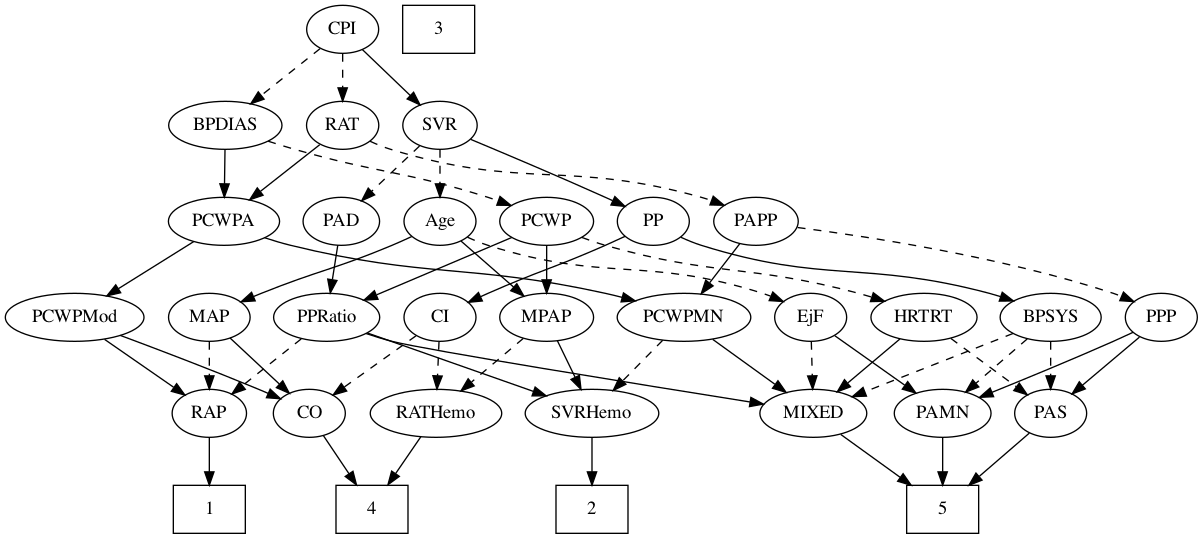 CPI
3
BPDIAS
RAT
SVR
PCWPA
PAD
Age
PCWP
PP
PAPP
PCWPMod
MAP
PPRatio
CI
MPAP
PCWPMN
EjF
HRTRT
BPSYS
PPP
RAP
CO
RATHemo
SVRHemo
MIXED
PAMN
PAS
1
4
2
5